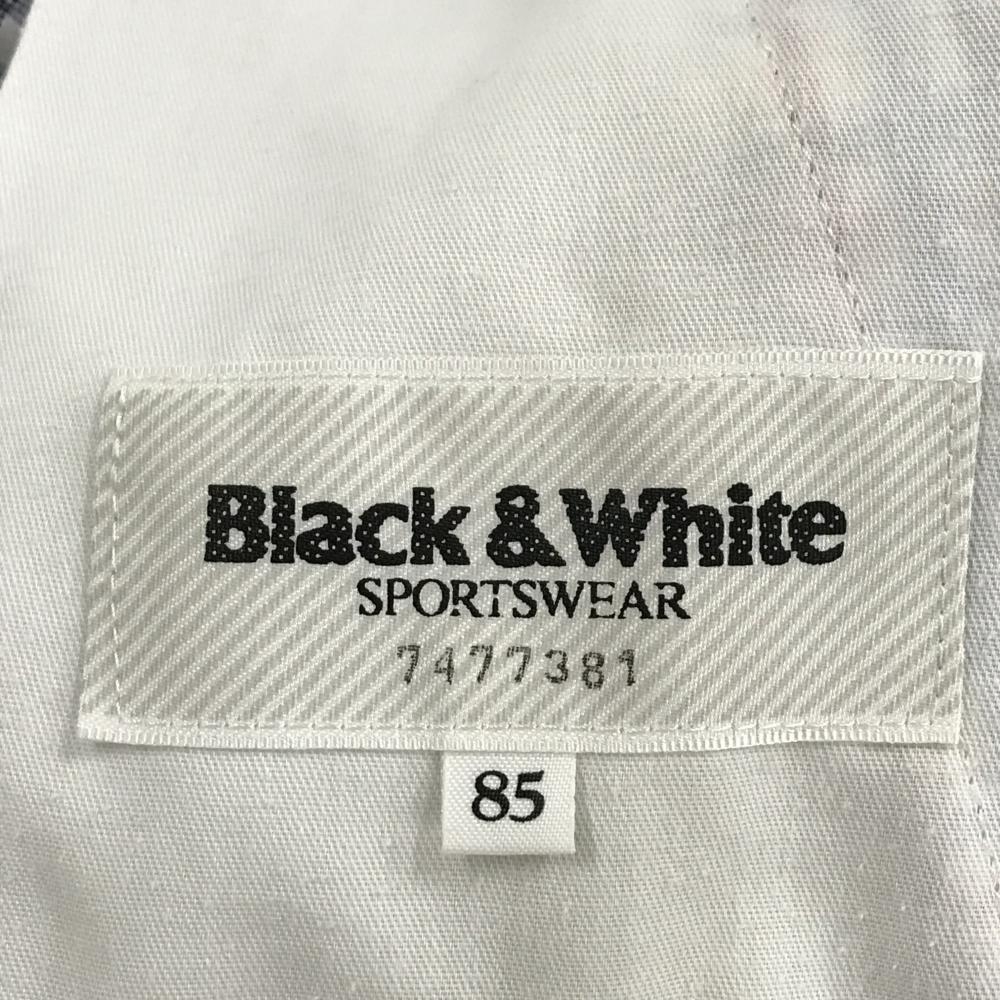 Black & White
SPORTSWEAR
7477381
85